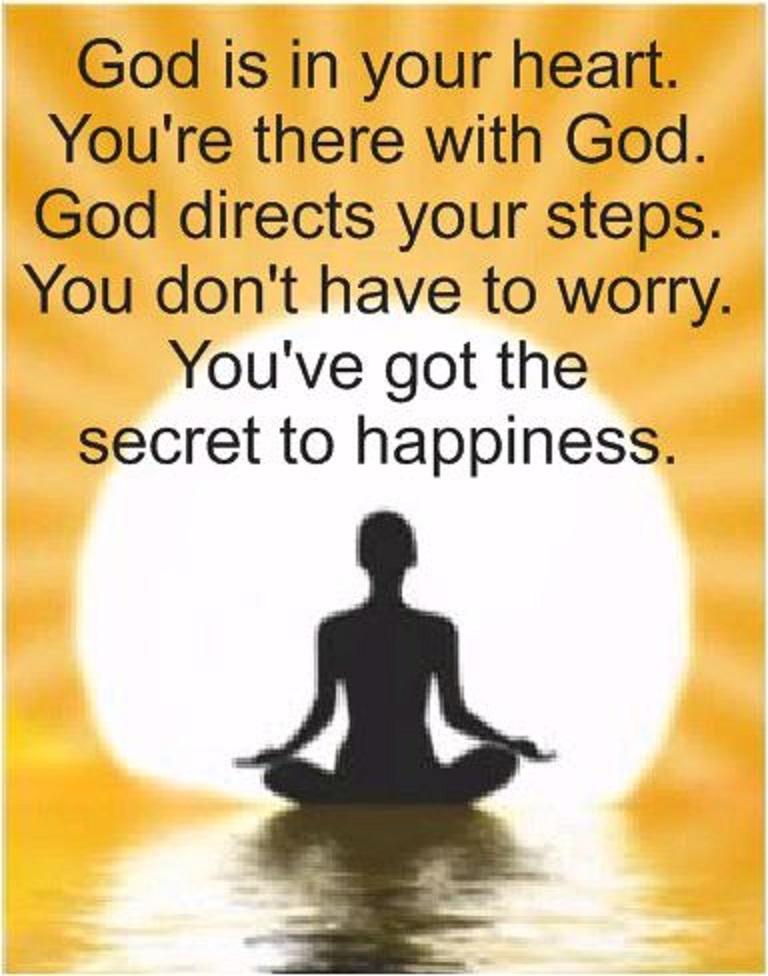 God is in your heart.
You're there with God.
God directs your steps.
You don't have to worry.
You've got the
secret to happiness.